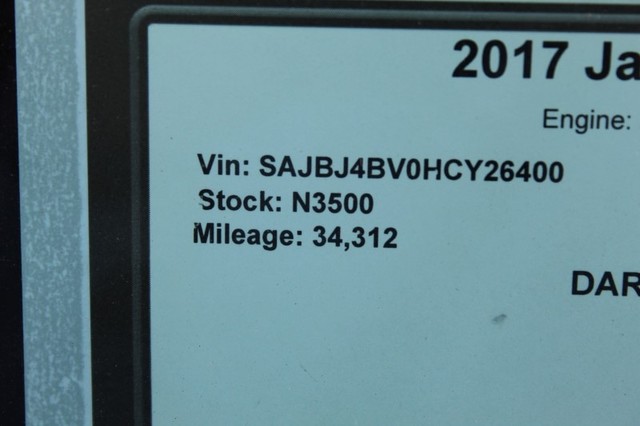 2017 Ja
Engine:
Vin: SAJBJ4BV0HCY26400
Stock: N3500
Mileage: 34,312
DAR